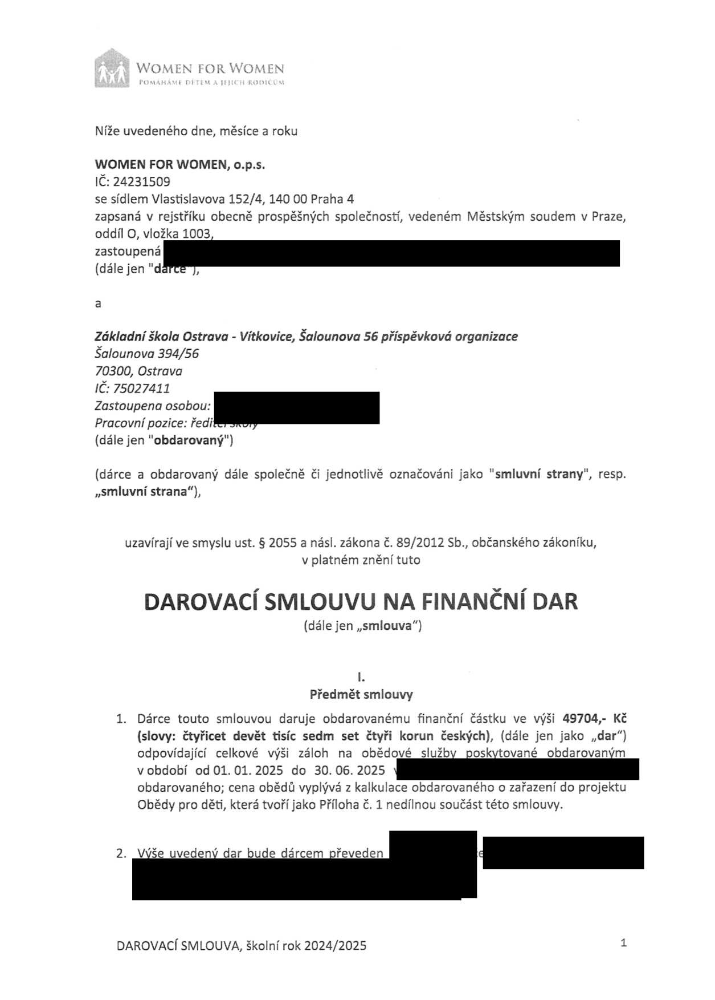 WOMEN FOR WOMEN
POMÁHÁME DĚTEM A JEJICH RODIČŮM
Níže uvedeného dne, měsíce a roku
WOMEN FOR WOMEN, o.p.s.
IČ: 24231509
se sídlem Vlastislavova 152/4, 140 00 Praha 4
zapsaná v rejstříku obecně prospěšných společností, vedeném Městským soudem v Praze,
oddíl O, vložka 1003,
zastoupená
(dále jen "dárce"),
a
Základní škola Ostrava - Vítkovice, Šalounova 56 příspěvková organizace
Šalounova 394/56
70300, Ostrava
IČ: 75027411
Zastoupena osobou:
Pracovní pozice: ředitel školy
(dále jen "obdarovaný")
(dárce a obdarovaný dále společně či jednotlivě označováni jako "smluvní strany", resp.
„smluvní strana“),
uzavírají ve smyslu ust. § 2055 a násl. zákona č. 89/2012 Sb., občanského zákoníku,
v platném znění tuto
DAROVACÍ SMLOUVU NA FINANČNÍ DAR
(dále jen „smlouva“)
I.
Předmět smlouvy
1. Dárce touto smlouvou daruje obdarovanému finanční částku ve výši 49704,- Kč
(slovy: čtyřicet devět tisíc sedm set čtyři korun českých), (dále jen jako „dar“)
odpovídající celkové výši záloh na obědové služby poskytované obdarovaným
v období od 01. 01. 2025 do 30. 06. 2025
obdarovaného; cena obědů vyplývá z kalkulace obdarovaného o zařazení do projektu
Obědy pro děti, která tvoří jako Příloha č. 1 nedílnou součást této smlouvy.
2. Výše uvedený dar bude dárcem převeden
DAROVACÍ SMLOUVA, školní rok 2024/2025
1